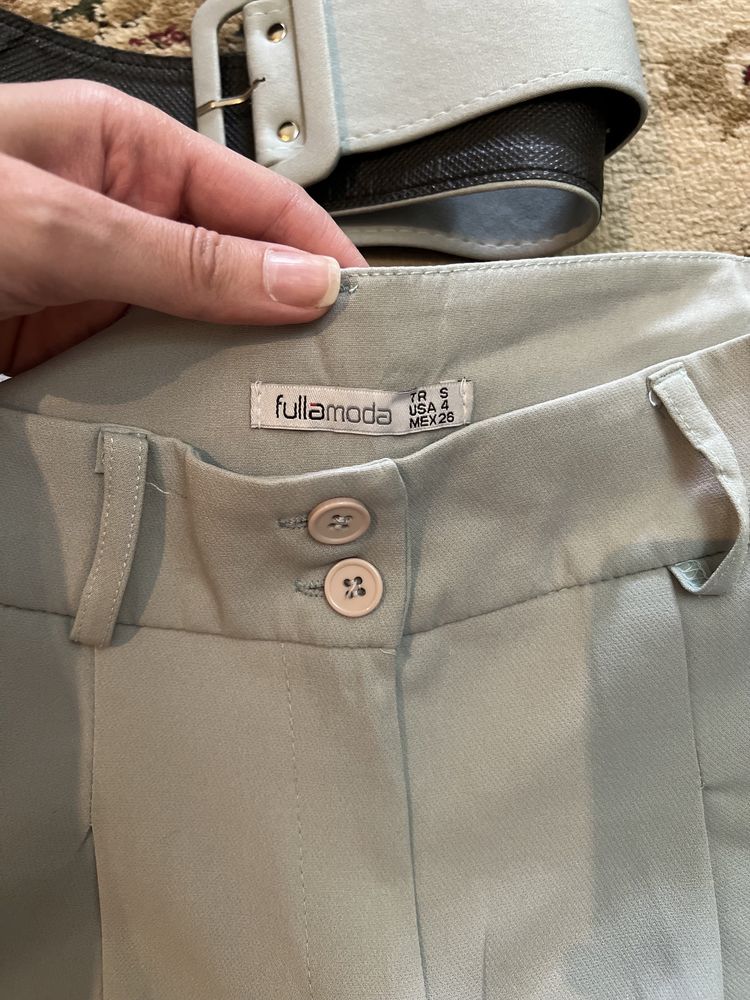 fullamoda
TR S
USA 4
MEX 26